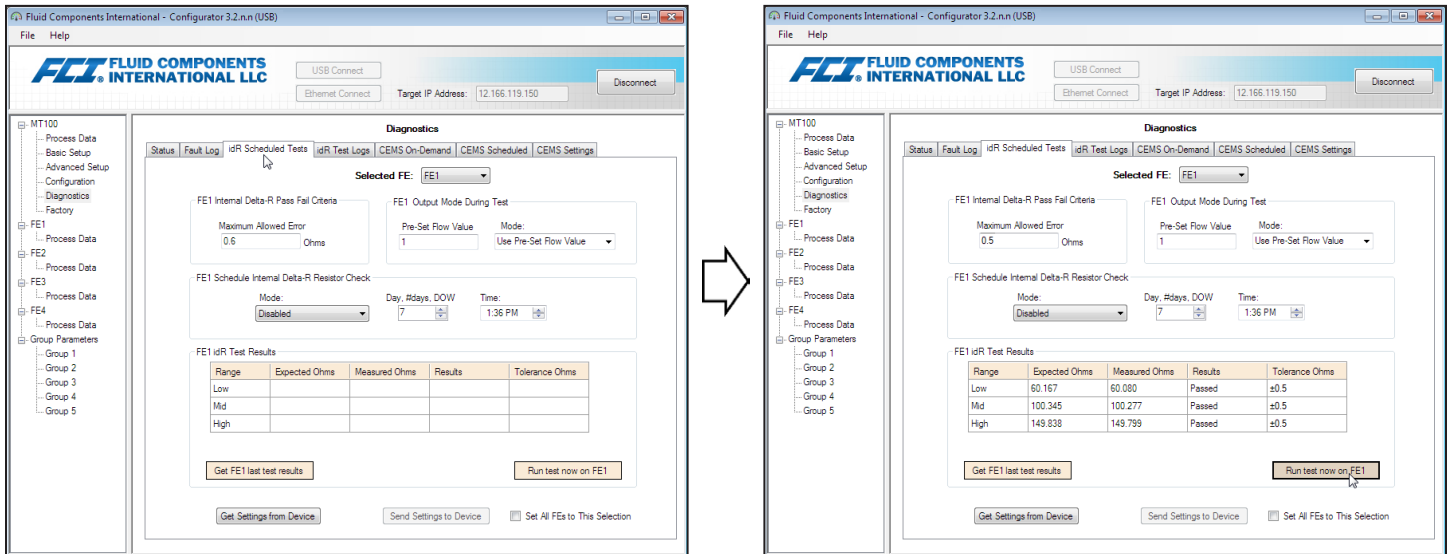 Fluid Components International - Configurator 3.2.n.n (USB)
File Help
FCI® FLUID COMPONENTS
INTERNATIONAL LLC
USB Connect
Ethernet Connect Target IP Address: 12.166.119.150
Disconnect
MT100
Process Data
Basic Setup
Advanced Setup
Configuration
Diagnostics
Factory
FE1
Process Data
FE2
Process Data
FE3
Process Data
FE4
Process Data
Group Parameters
Group 1
Group 2
Group 3
Group 4
Group 5
Diagnostics
Status Fault Log idR Scheduled Tests idR Test Logs CEMS On-Demand CEMS Scheduled CEMS Settings
Selected FE: FE1
FE1 Internal Delta-R Pass Fail Criteria
Maximum Allowed Error
0.6 Ohms
FE1 Output Mode During Test
Pre-Set Flow Value Mode:
1 Use Pre-Set Flow Value
FE1 Schedule Internal Delta-R Resistor Check
Mode: Day, #days, DOW Time:
Disabled 7 1:36 PM
FE1 idR Test Results
Range Expected Ohms Measured Ohms Results Tolerance Ohms
Low
Mid
High
Get FE1 last test results Run test now on FE1
Get Settings from Device Send Settings to Device Set All FEs to This Selection
Fluid Components International - Configurator 3.2.n.n (USB)
File Help
FCI® FLUID COMPONENTS
INTERNATIONAL LLC
USB Connect
Ethernet Connect Target IP Address: 12.166.119.150
Disconnect
MT100
Process Data
Basic Setup
Advanced Setup
Configuration
Diagnostics
Factory
FE1
Process Data
FE2
Process Data
FE3
Process Data
FE4
Process Data
Group Parameters
Group 1
Group 2
Group 3
Group 4
Group 5
Diagnostics
Status Fault Log idR Scheduled Tests idR Test Logs CEMS On-Demand CEMS Scheduled CEMS Settings
Selected FE: FE1
FE1 Internal Delta-R Pass Fail Criteria
Maximum Allowed Error
0.5 Ohms
FE1 Output Mode During Test
Pre-Set Flow Value Mode:
1 Use Pre-Set Flow Value
FE1 Schedule Internal Delta-R Resistor Check
Mode: Day, #days, DOW Time:
Disabled 7 1:36 PM
FE1 idR Test Results
Range Expected Ohms Measured Ohms Results Tolerance Ohms
Low 60.167 60.080 Passed ±0.5
Mid 100.345 100.277 Passed ±0.5
High 149.838 149.799 Passed ±0.5
Get FE1 last test results Run test now on FE1
Get Settings from Device Send Settings to Device Set All FEs to This Selection